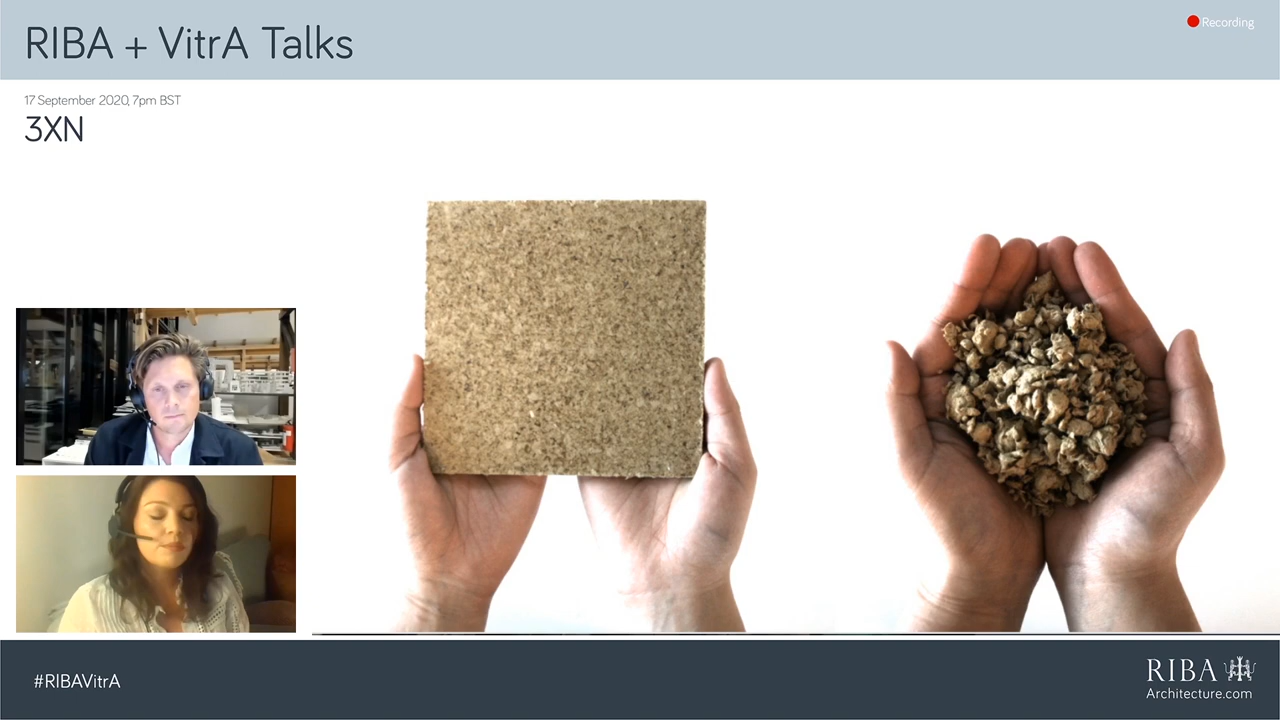 RIBA + VitrA Talks
Recording
17 September 2020, 7pm BST
3XN
#RIBAVitrA
RIBA
Architecture.com